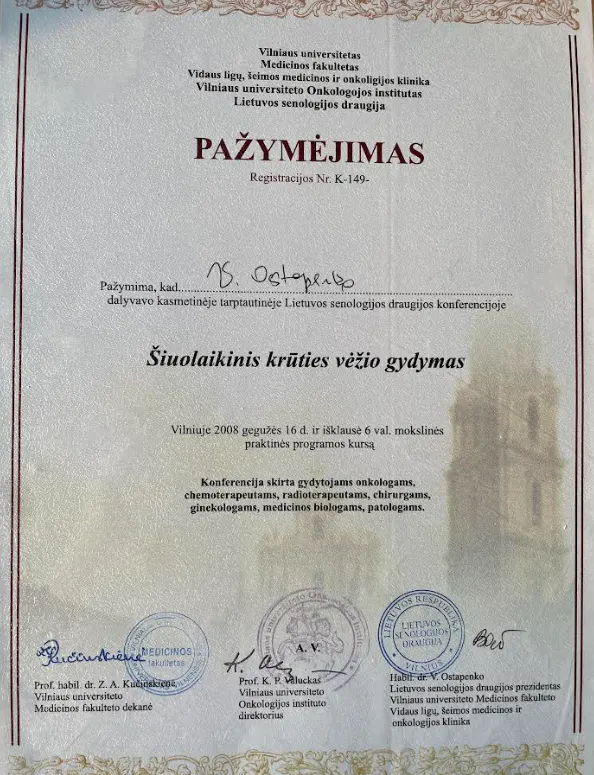 Vilniaus universitetas
Medicinos fakultetas
Vidaus ligų, šeimos medicinos ir onkoligijos klinika
Vilniaus universiteto Onkologojos institutas
Lietuvos senologijos draugija
PAŽYMĖJIMAS
Registracijos Nr. K-149-
Pažymima, kad V. Ostapenko
dalyvavo kasmetinėje tarptautinėje Lietuvos senologijos draugijos konferencijoje
Šiuolaikinis krūties vėžio gydymas
Vilniuje 2008 gegužės 16 d. ir išklausė 6 val. mokslinės
praktinės programos kursą
Konferencija skirta gydytojams onkologams,
chemoterapeutams, radioterapeutams, chirurgams,
ginekologams, medicinos biologams, patologams.
MEDICINOS
fakultetas
A. V.
LIETUVOS RESPUBLIKA
LIETUVOS
SENOLOGIJOS
DRAUGIJA
VILNIUS
Prof. habil. dr. Z. A. Kučinskienė,
Vilniaus universiteto
Medicinos fakulteto dekanė
Prof. K. P. Valuckas
Vilniaus universiteto
Onkologijos instituto
direktorius
Habil. dr. V. Ostapenko
Lietuvos senologijos draugijos prezidentas
Vilniaus universiteto Medicinos fakulteto
Vidaus ligų, šeimos medicinos ir
onkologijos klinika